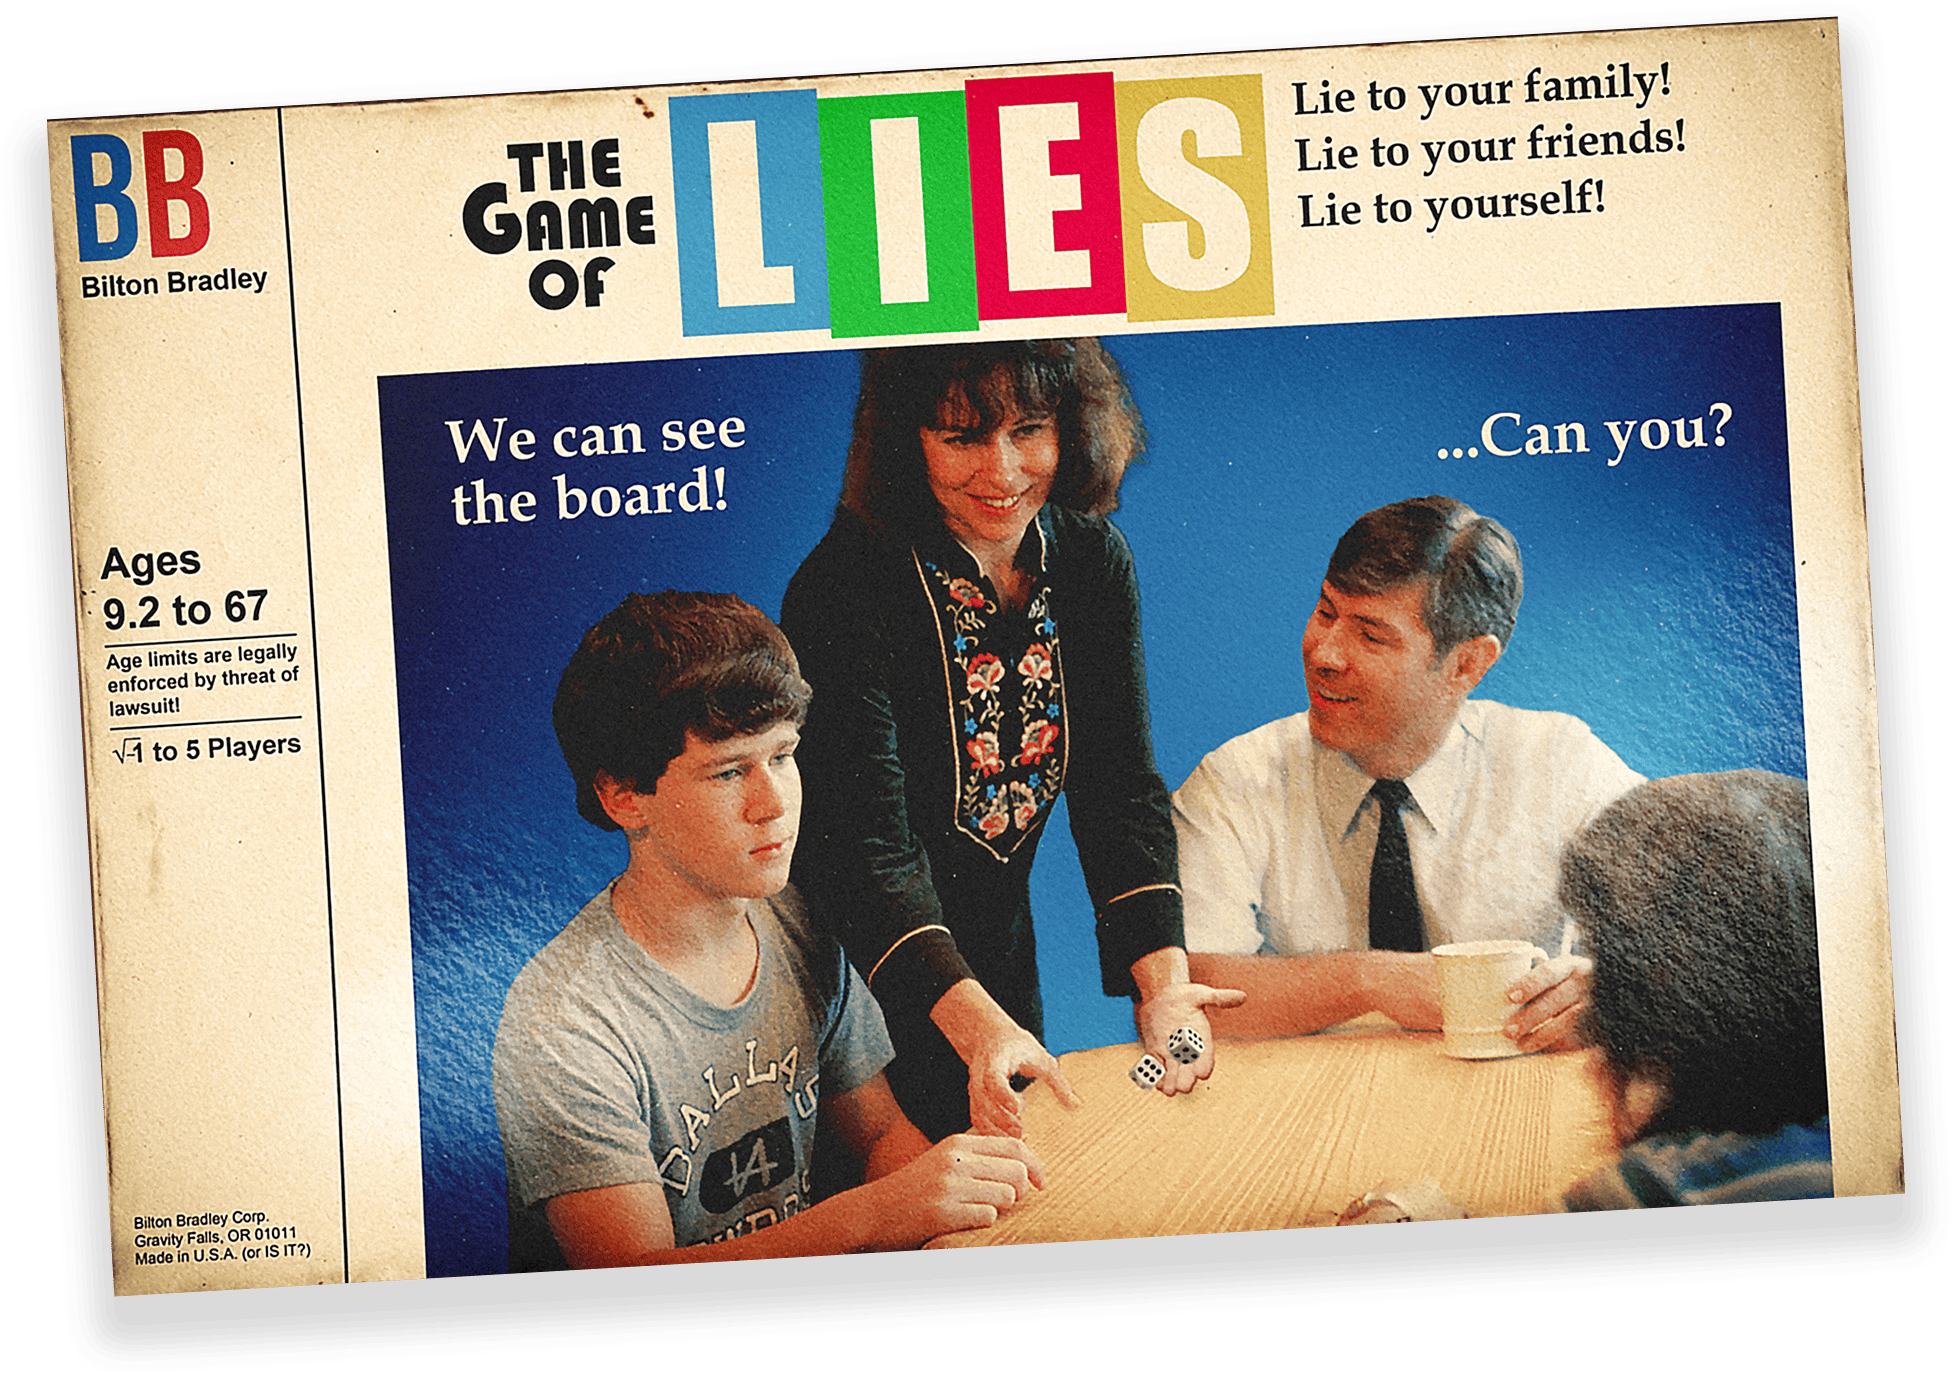 BB
Bilton Bradley
THE
GAME
OF
LIES
Lie to your family!
Lie to your friends!
Lie to yourself!
We can see
the board!
...Can you?
Ages
9.2 to 67
Age limits are legally
enforced by threat of
lawsuit!
√-1 to 5 Players
DALLAS
Bilton Bradley Corp.
Gravity Falls, OR 01011
Made in U.S.A. (or IS IT?)